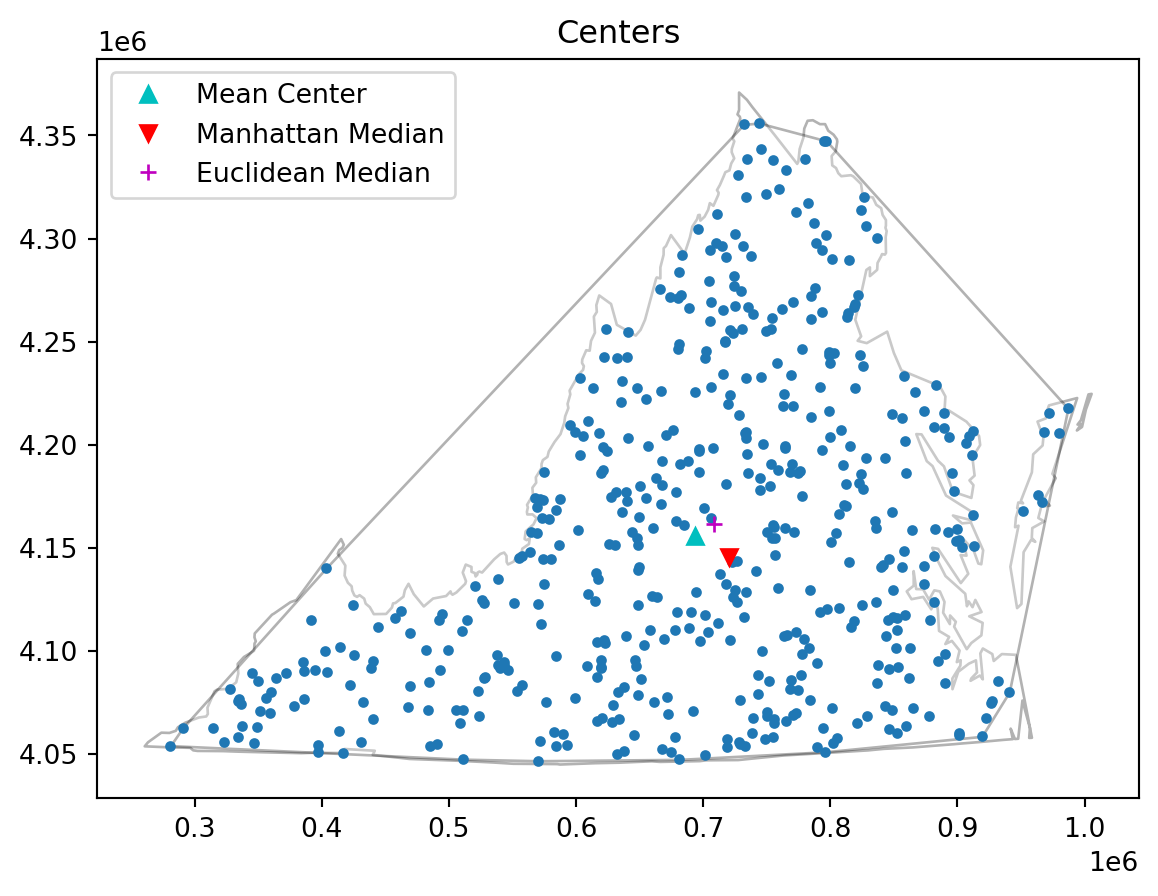 Centers
1e6
Mean Center
Manhattan Median
Euclidean Median
4.35
4.30
4.25
4.20
4.15
4.10
4.05
0.3 0.4 0.5 0.6 0.7 0.8 0.9 1.0
1e6